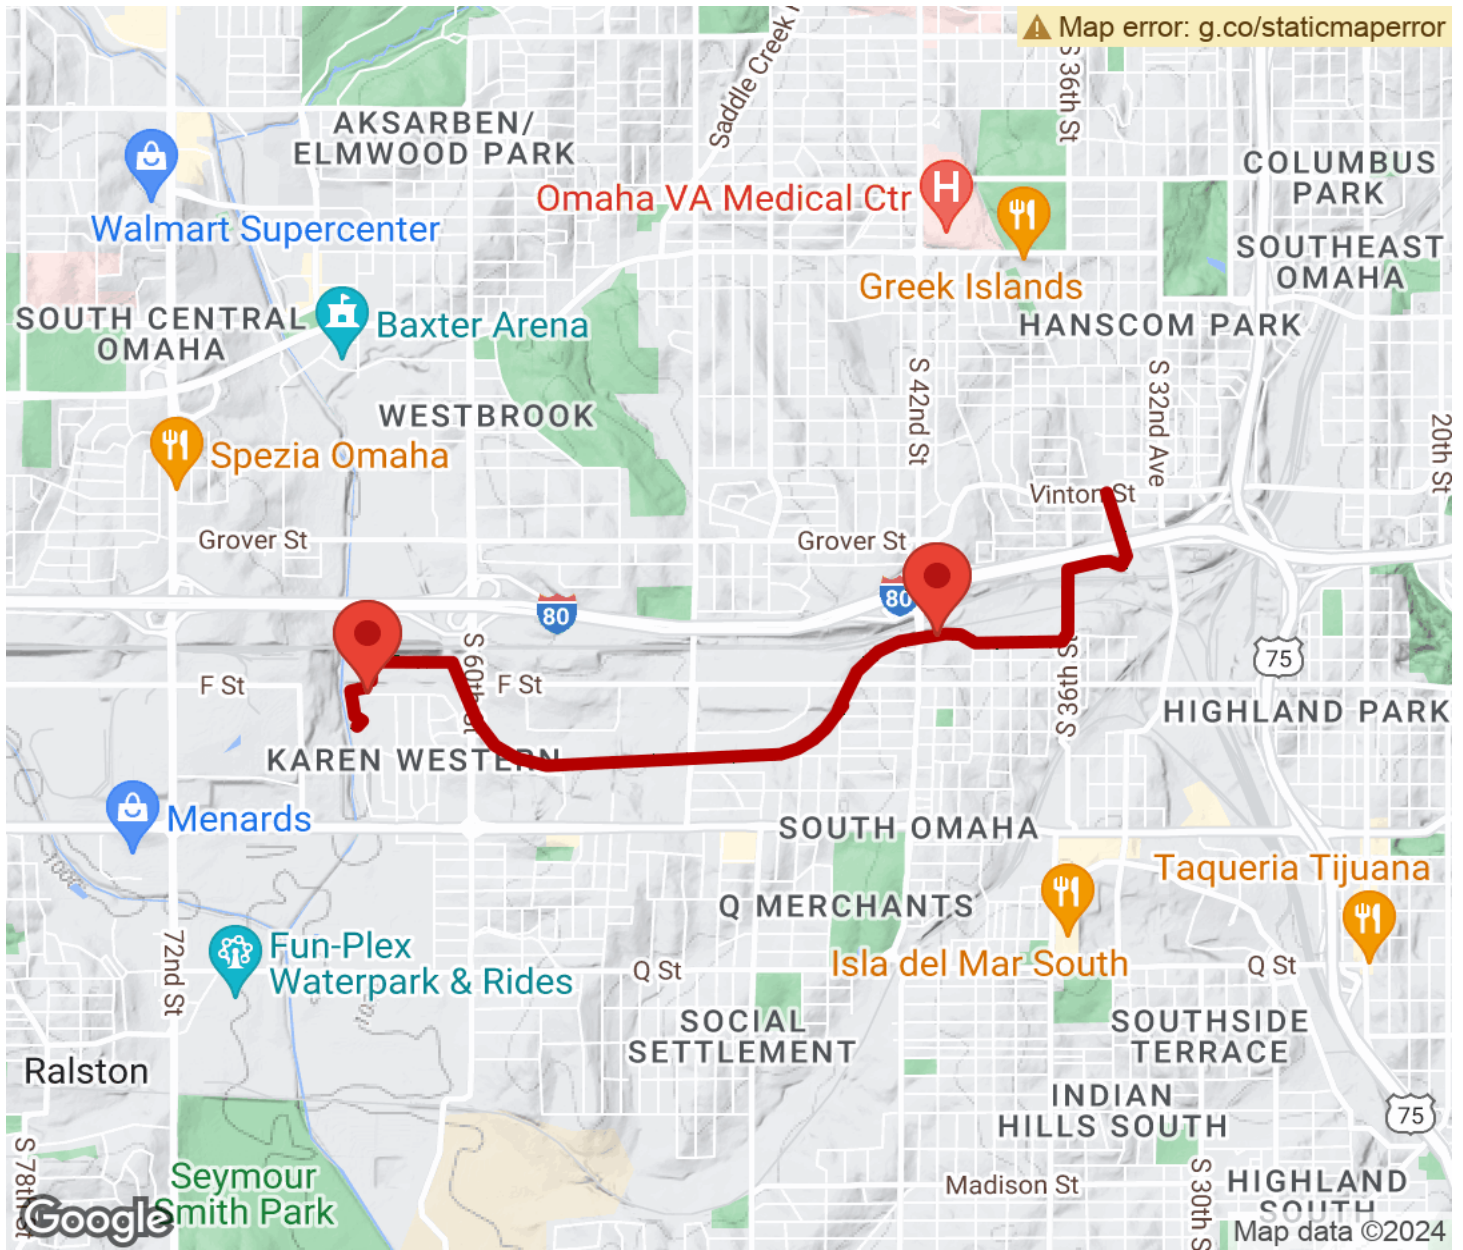 Map error: g.co/staticmaperror
Saddle Creek
S 36th St
AKSARBEN/
ELMWOOD PARK
COLUMBUS
PARK
H
Omaha VA Medical Ctr
Walmart Supercenter
SOUTHEAST
OMAHA
Greek Islands
SOUTH CENTRAL
OMAHA
Baxter Arena
HANSCOM PARK
S 42nd St
S 32nd Ave
WESTBROOK
20th St
Spezia Omaha
Vinton St
Grover St
Grover St
80
80
S 60th St
S 36th St
75
F St
F St
HIGHLAND PARK
KAREN WESTERN
Menards
SOUTH OMAHA
Taqueria Tijuana
Q MERCHANTS
72nd St
Fun-Plex
Waterpark & Rides
Q St
Isla del Mar South
Q St
SOCIAL
SETTLEMENT
SOUTHSIDE
TERRACE
Ralston
INDIAN
HILLS SOUTH
75
S 78th St
Seymour
Smith Park
Madison St
S 30th S
HIGHLAND
SOUTH
Google
Map data ©2024